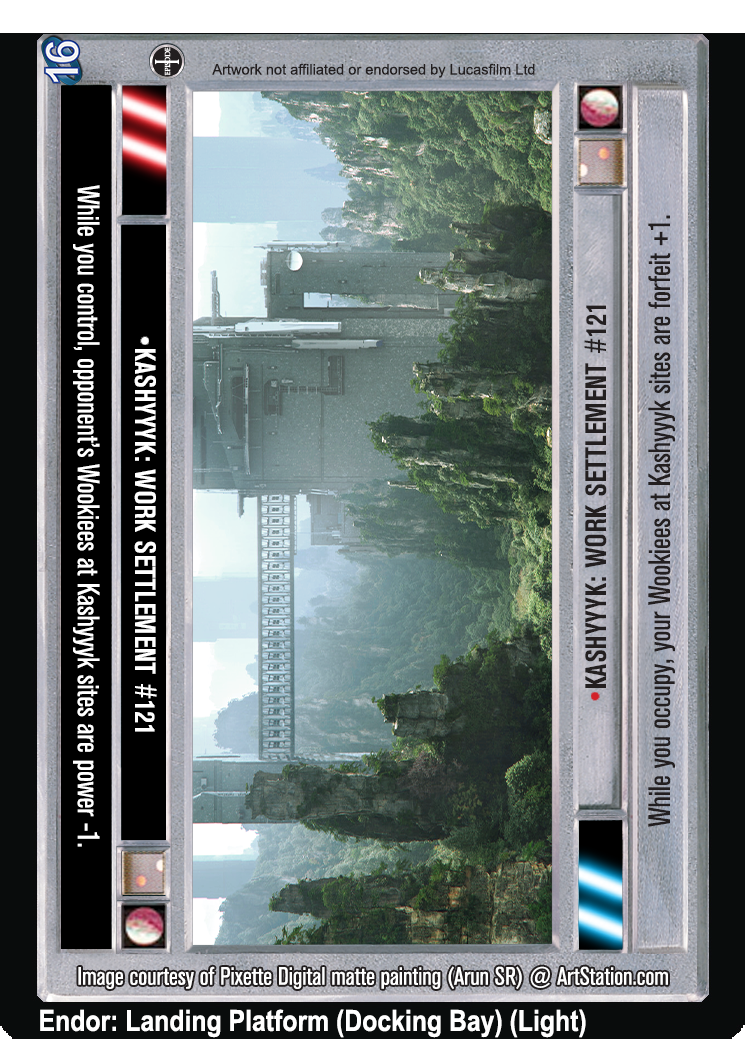 16
EPISODE I
Artwork not affiliated or endorsed by Lucasfilm Ltd
While you control, opponent's Wookiees at Kashyyyk sites are power -1.
•KASHYYYK: WORK SETTLEMENT #121
•KASHYYYK: WORK SETTLEMENT #121
While you occupy, your Wookiees at Kashyyyk sites are forfeit +1.
Image courtesy of Pixette Digital matte painting (Arun SR) @ ArtStation.com
Endor: Landing Platform (Docking Bay) (Light)